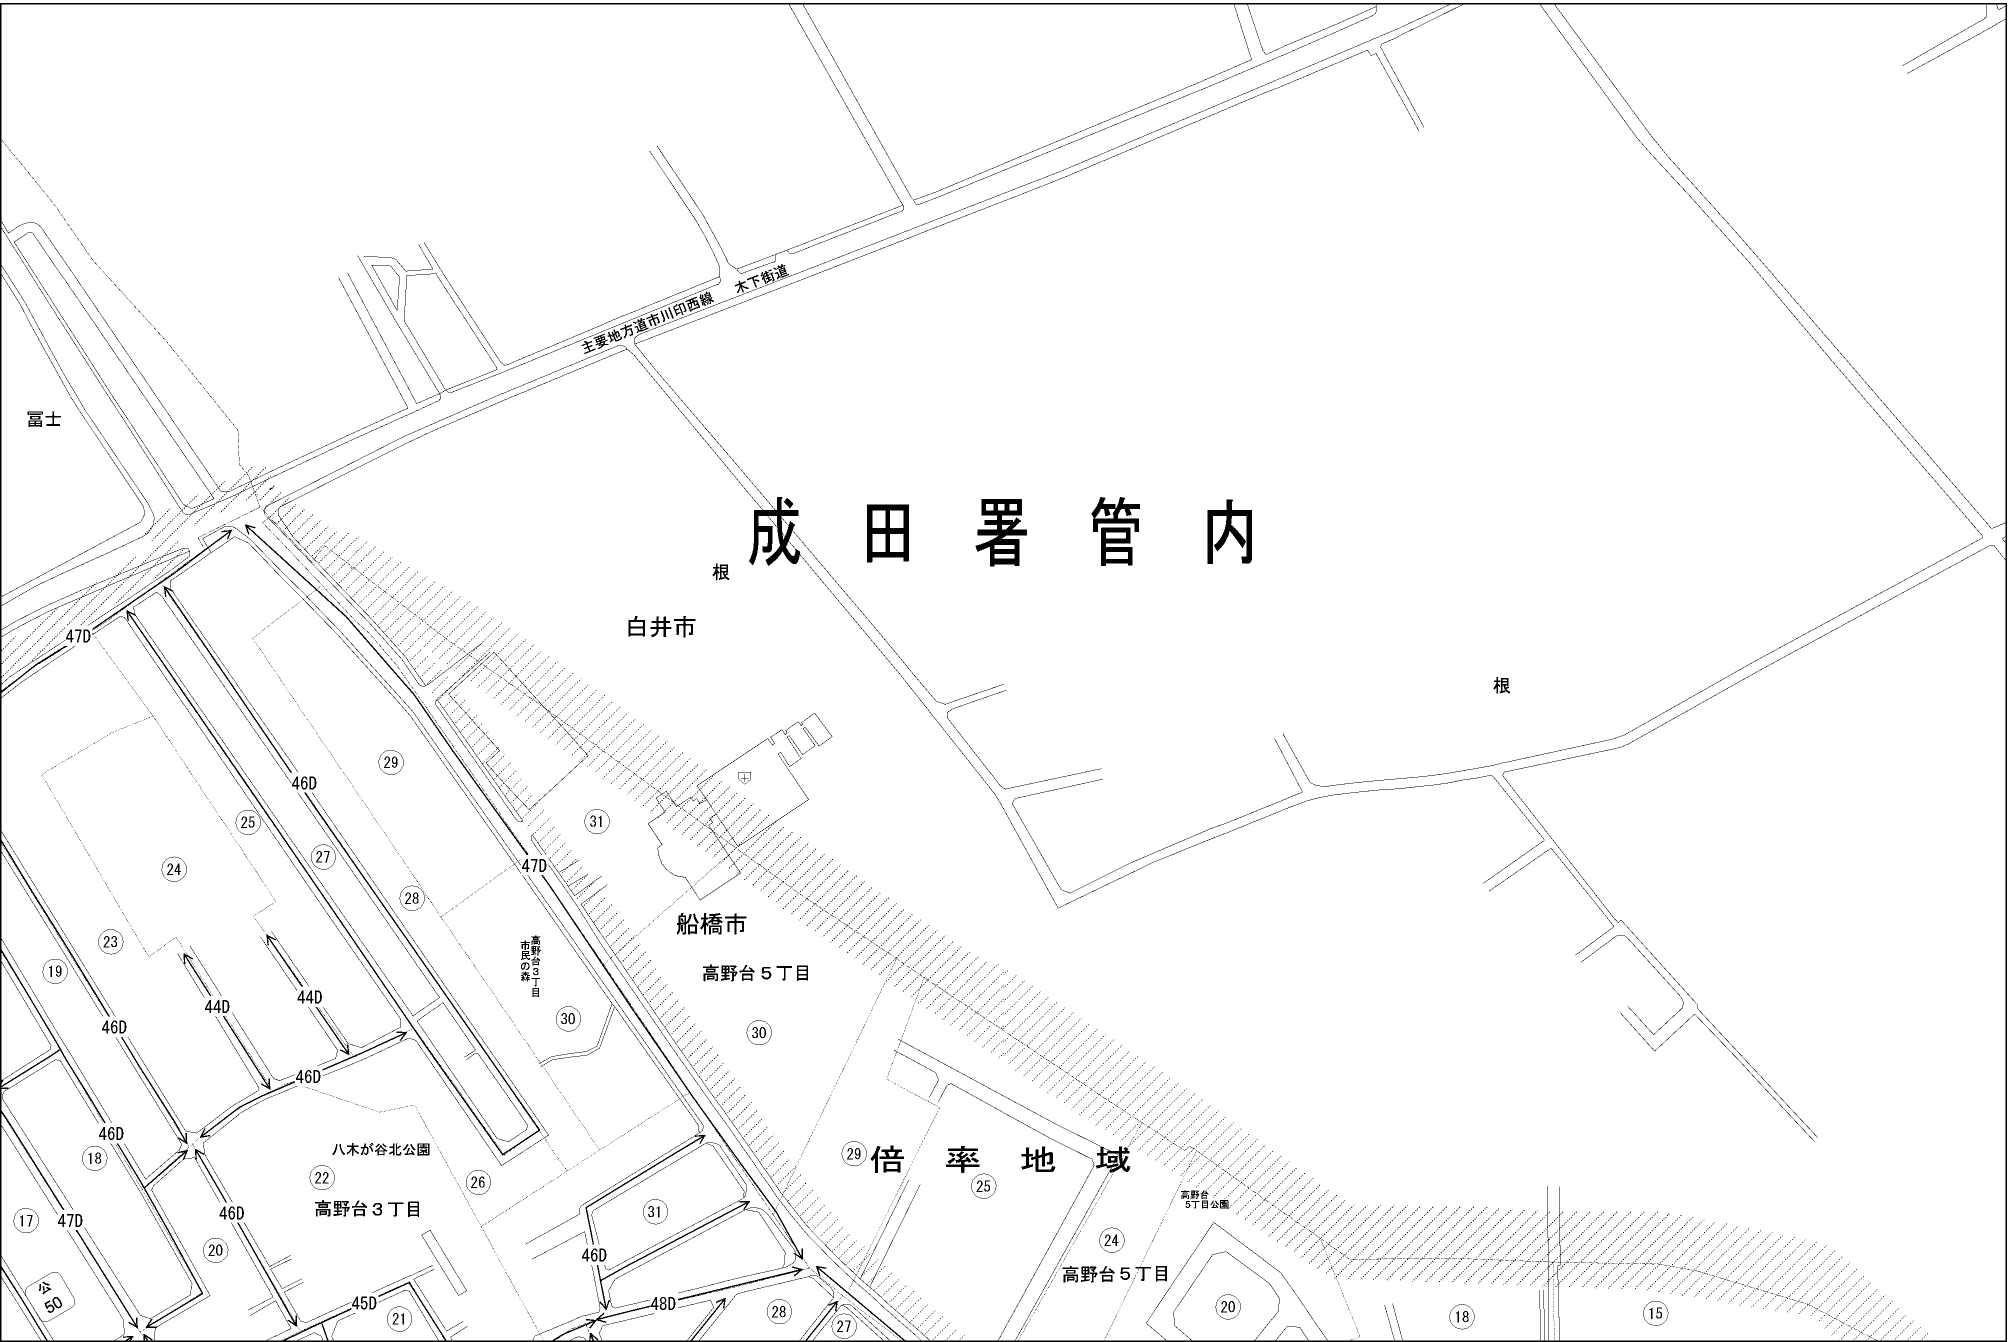 主要地方道市川印西線　木下街道
冨士
成田署管内
根
白井市
根
47D
29
46D
25
31
27
47D
24
28
船橋市
高野台３丁目
市民の森
23
19
高野台５丁目
44D
44D
46D
30
30
46D
46D
八木が谷北公園
18
22
26
29
倍率地域
25
高野台
5丁目公園
高野台３丁目
31
17
47D
46D
20
46D
24
高野台５丁目
公
50
45D
21
48D
28
27
20
18
15